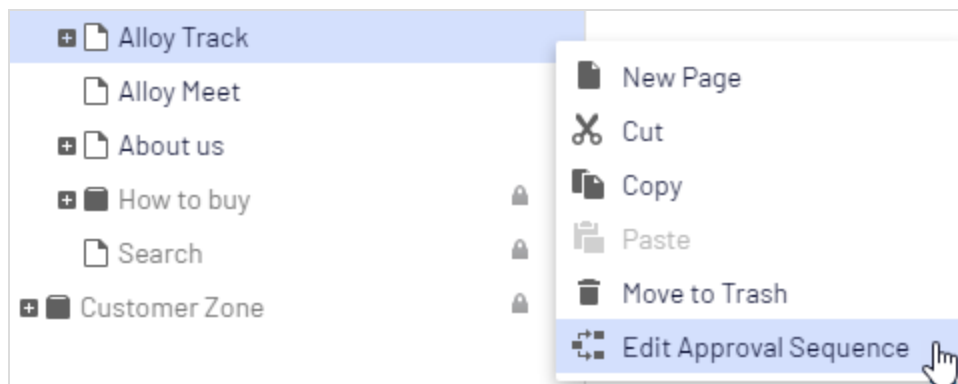 Alloy Track
Alloy Meet
About us
How to buy
Search
Customer Zone
New Page
Cut
Copy
Paste
Move to Trash
Edit Approval Sequence